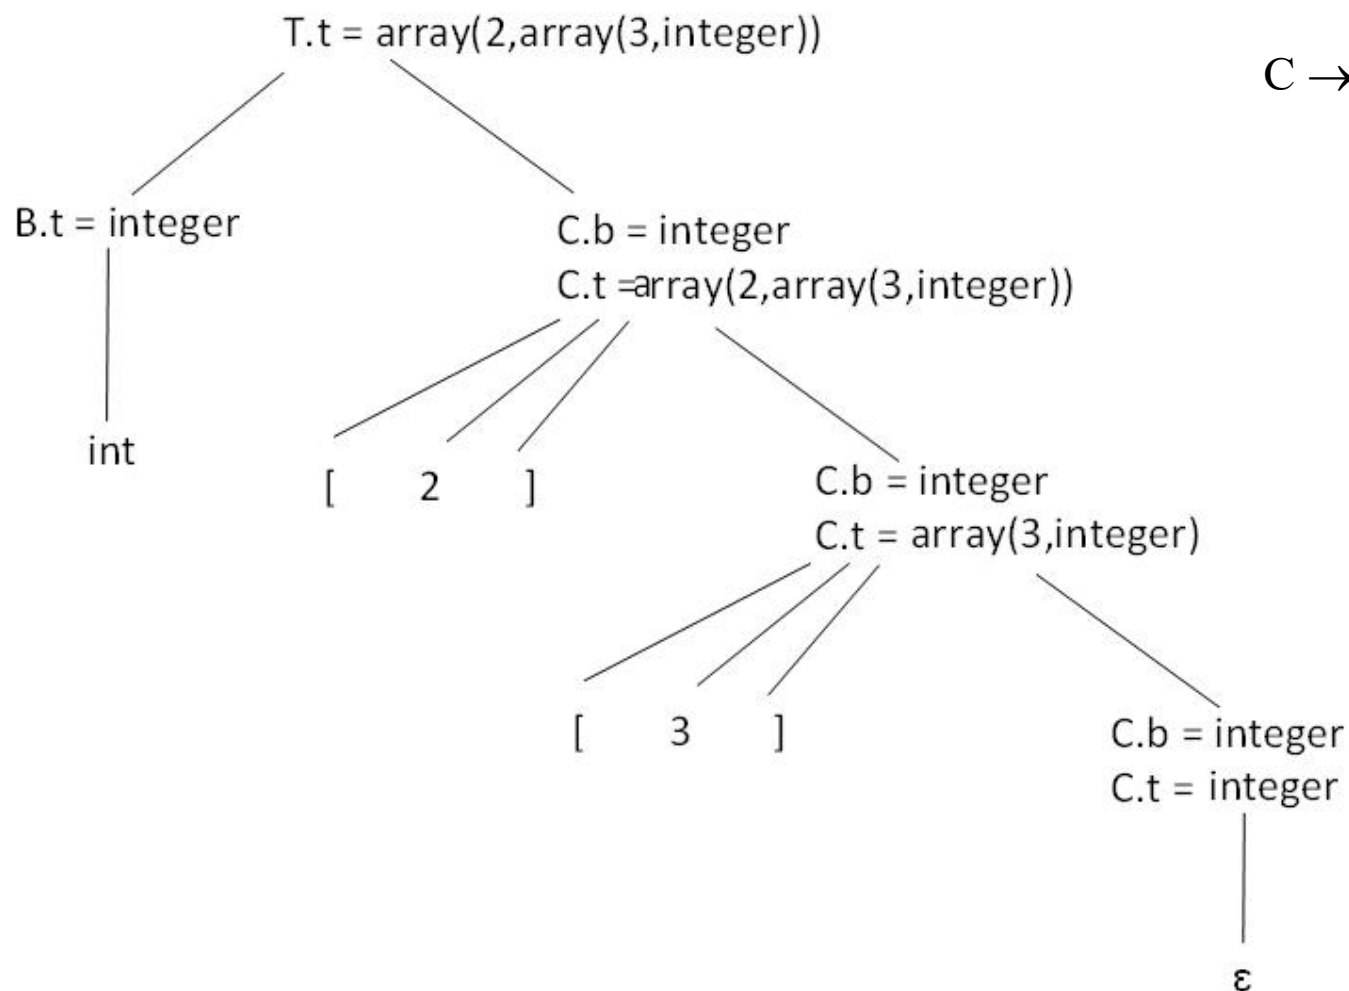 T.t = array(2,array(3,integer))
C →
B.t = integer
C.b = integer
C.t =array(2,array(3,integer))
int
[ 2 ]
C.b = integer
C.t = array(3,integer)
[ 3 ]
C.b = integer
C.t = integer
ε